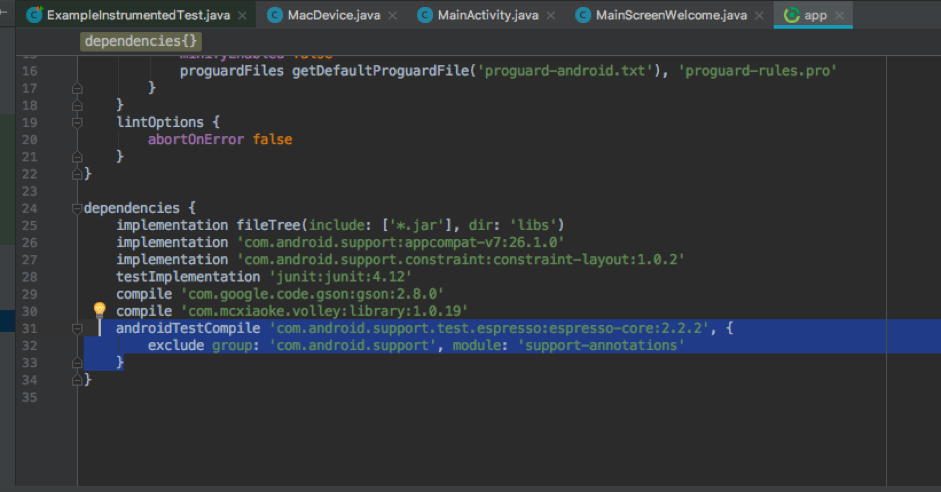 ExampleInstrumentedTest.java MacDevice.java MainActivity.java MainScreenWelcome.java app
dependencies{}
15 minifyEnabled false
16 proguardFiles getDefaultProguardFile('proguard-android.txt'), 'proguard-rules.pro'
17 }
18 }
19 lintOptions {
20 abortOnError false
21 }
22 }
23
24 dependencies {
25 implementation fileTree(include: ['*.jar'], dir: 'libs')
26 implementation 'com.android.support:appcompat-v7:26.1.0'
27 implementation 'com.android.support.constraint:constraint-layout:1.0.2'
28 testImplementation 'junit:junit:4.12'
29 compile 'com.google.code.gson:gson:2.8.0'
30 compile 'com.mcxiaoke.volley:library:1.0.19'
31 androidTestCompile 'com.android.support.test.espresso:espresso-core:2.2.2', {
32 exclude group: 'com.android.support', module: 'support-annotations'
33 }
34 }
35